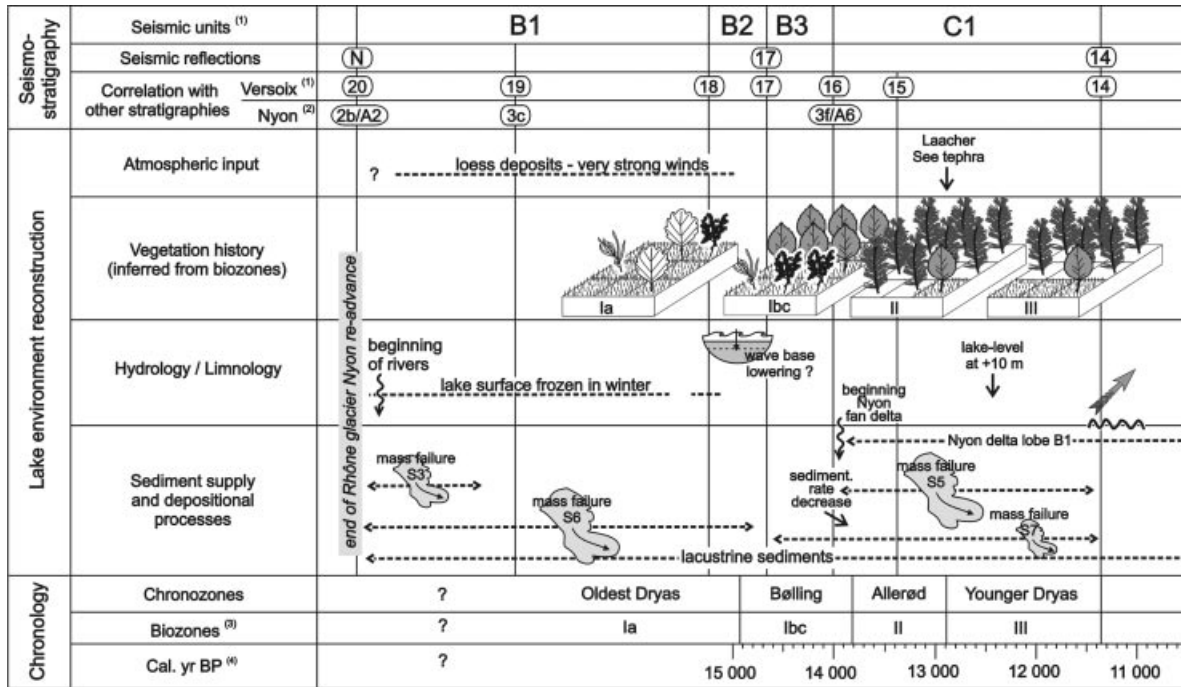 Seismo-
stratigraphy
Seismic units (1)
B1
B2
B3
C1
Seismic reflections
N
17
14
Correlation with
other stratigraphies
Versoix (1)
20
19
18
17
16
15
14
Nyon (2)
2b/A2
3c
3f/A6
Lake environment reconstruction
Atmospheric input
?
loess deposits - very strong winds
Laacher
See tephra
Vegetation history
(inferred from biozones)
Ia
Ibc
II
III
end of Rhône glacier Nyon re-advance
Hydrology / Limnology
beginning
of rivers
lake surface frozen in winter
wave base
lowering ?
beginning
Nyon
fan delta
lake-level
at +10 m
Sediment supply
and depositional
processes
Nyon delta lobe B1
mass failure
S3
mass failure
S6
sediment.
rate
decrease
mass failure
S5
mass failure
S7
lacustrine sediments
Chronology
Chronozones
?
Oldest Dryas
Bølling
Allerød
Younger Dryas
Biozones (3)
?
Ia
Ibc
II
III
Cal. yr BP (4)
?
15 000
14 000
13 000
12 000
11 000